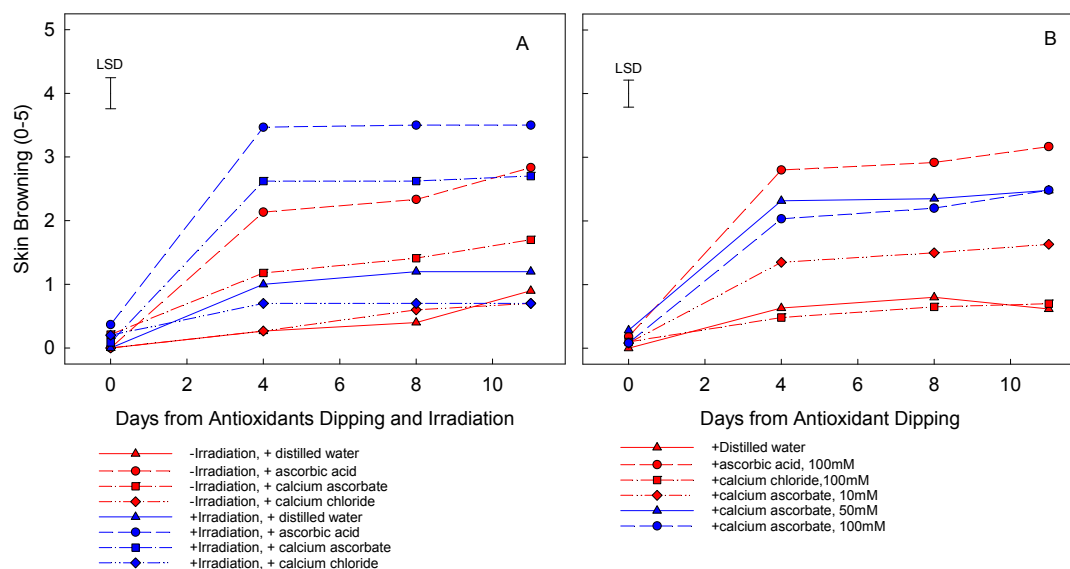 Skin Browning (0-5)
5
4
3
2
1
0
LSD
A
0
2
4
6
8
10
Days from Antioxidants Dipping and Irradiation
-Irradiation, + distilled water
-Irradiation, + ascorbic acid
-Irradiation, + calcium ascorbate
-Irradiation, + calcium chloride
+Irradiation, + distilled water
+Irradiation, + ascorbic acid
+Irradiation, + calcium ascorbate
+Irradiation, + calcium chloride
LSD
B
0
2
4
6
8
10
Days from Antioxidant Dipping
+Distilled water
+ascorbic acid, 100mM
+calcium chloride,100mM
+calcium ascorbate, 10mM
+calcium ascorbate, 50mM
+calcium ascorbate, 100mM